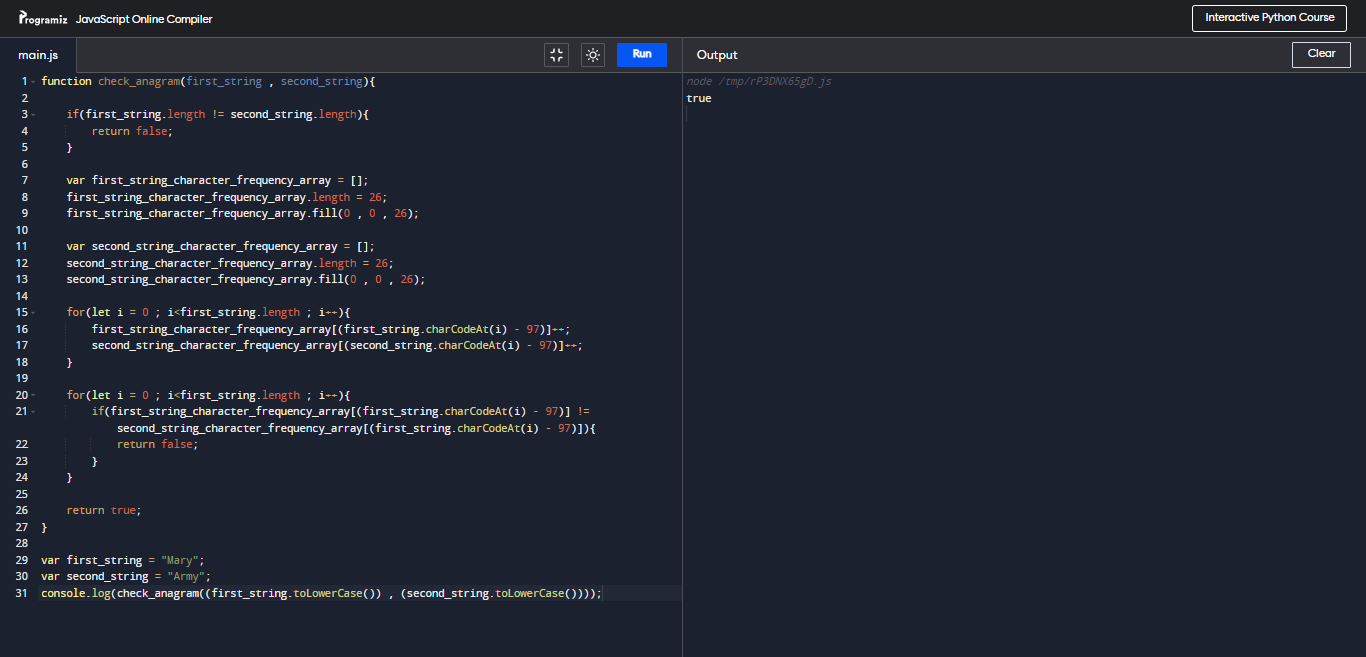 Programiz JavaScript Online Compiler
Interactive Python Course
main.js
Run
Output
Clear
1 function check_anagram(first_string , second_string){
2
3 if(first_string.length != second_string.length){
4 return false;
5 }
6
7 var first_string_character_frequency_array = [];
8 first_string_character_frequency_array.length = 26;
9 first_string_character_frequency_array.fill(0 , 0 , 26);
10
11 var second_string_character_frequency_array = [];
12 second_string_character_frequency_array.length = 26;
13 second_string_character_frequency_array.fill(0 , 0 , 26);
14
15 for(let i = 0 ; i<first_string.length ; i++){
16 first_string_character_frequency_array[(first_string.charCodeAt(i) - 97)]++;
17 second_string_character_frequency_array[(second_string.charCodeAt(i) - 97)]++;
18 }
19
20 for(let i = 0 ; i<first_string.length ; i++){
21 if(first_string_character_frequency_array[(first_string.charCodeAt(i) - 97)] !=
second_string_character_frequency_array[(first_string.charCodeAt(i) - 97)]){
22 return false;
23 }
24 }
25
26 return true;
27 }
28
29 var first_string = "Mary";
30 var second_string = "Army";
31 console.log(check_anagram((first_string.toLowerCase()) , (second_string.toLowerCase())));
node /tmp/rP3DNX65gD.js
true